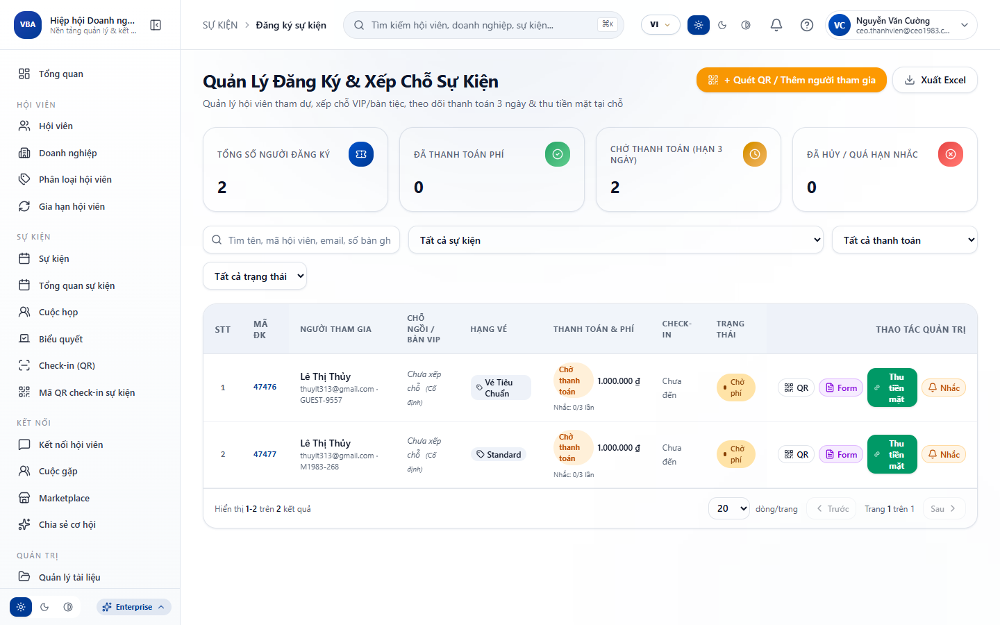 VBA
Hiệp hội Doanh ng...
Nền tảng quản lý & kết ...
SỰ KIỆN > Đăng ký sự kiện
Tìm kiếm hội viên, doanh nghiệp, sự kiện...
⌘K
VI
VC
Nguyễn Văn Cường
ceo.thanhvien@ceo1983.c...
Tổng quan
HỘI VIÊN
Hội viên
Doanh nghiệp
Phân loại hội viên
Gia hạn hội viên
SỰ KIỆN
Sự kiện
Tổng quan sự kiện
Cuộc họp
Biểu quyết
Check-in (QR)
Mã QR check-in sự kiện
KẾT NỐI
Kết nối hội viên
Cuộc gặp
Marketplace
Chia sẻ cơ hội
QUẢN TRỊ
Quản lý tài liệu
Enterprise
Quản Lý Đăng Ký & Xếp Chỗ Sự Kiện
Quản lý hội viên tham dự, xếp chỗ VIP/bàn tiệc, theo dõi thanh toán 3 ngày & thu tiền mặt tại chỗ
+ Quét QR / Thêm người tham gia
Xuất Excel
TỔNG SỐ NGƯỜI ĐĂNG KÝ
2
ĐÃ THANH TOÁN PHÍ
0
CHỜ THANH TOÁN (HẠN 3
NGÀY)
2
ĐÃ HỦY / QUÁ HẠN NHẮC
0
Tìm tên, mã hội viên, email, số bàn gh
Tất cả sự kiện
Tất cả thanh toán
Tất cả trạng thái
STT
MÃ
ĐK
NGƯỜI THAM GIA
CHỖ
NGỒI /
BÀN VIP
HẠNG VÉ
THANH TOÁN & PHÍ
CHECK-
IN
TRẠNG
THÁI
THAO TÁC QUẢN TRỊ
1
47476
Lê Thị Thủy
thuylt313@gmail.com ·
GUEST-9557
Chưa xếp
chỗ (Cố
định)
Vé Tiêu
Chuẩn
Chờ
thanh
toán
1.000.000 ₫
Nhắc: 0/3 lần
Chưa
đến
Chờ
phí
QR
Form
Thu
tiền
mặt
Nhắc
2
47477
Lê Thị Thủy
thuylt313@gmail.com ·
M1983-268
Chưa xếp
chỗ (Cố
định)
Standard
Chờ
thanh
toán
1.000.000 ₫
Nhắc: 0/3 lần
Chưa
đến
Chờ
phí
QR
Form
Thu
tiền
mặt
Nhắc
Hiển thị 1-2 trên 2 kết quả
20
dòng/trang
Trước
Trang 1 trên 1
Sau